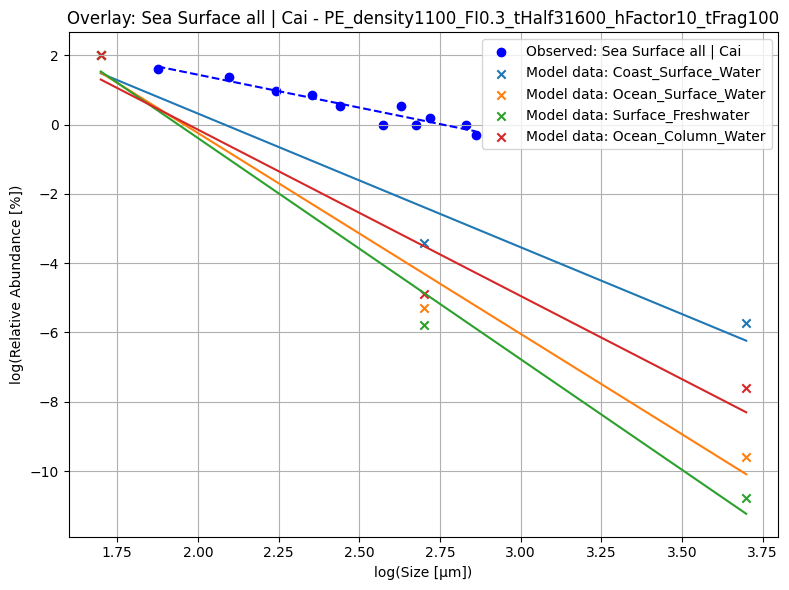 Overlay: Sea Surface all | Cai - PE_density1100_FI0.3_tHalf31600_hFactor10_tFrag100
Observed: Sea Surface all | Cai
Model data: Coast_Surface_Water
Model data: Ocean_Surface_Water
Model data: Surface_Freshwater
Model data: Ocean_Column_Water
log(Relative Abundance [%])
2
0
−2
−4
−6
−8
−10
1.75 2.00 2.25 2.50 2.75 3.00 3.25 3.50 3.75
log(Size [μm])